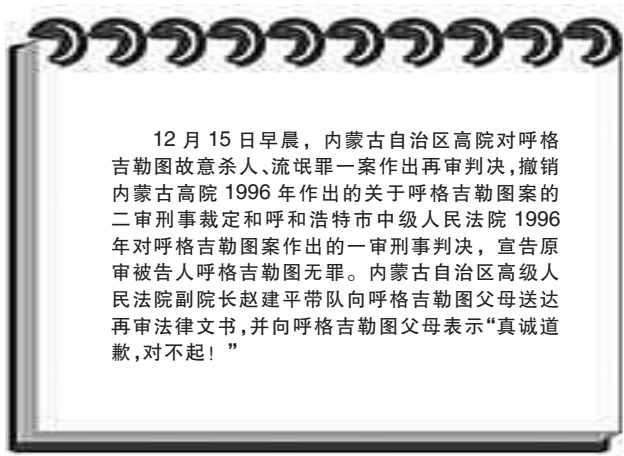 12 月 15 日早晨，内蒙古自治区高院对呼格
吉勒图故意杀人、流氓罪一案作出再审判决，撤销
内蒙古高院 1996 年作出的关于呼格吉勒图案的
二审刑事裁定和呼和浩特市中级人民法院 1996
年对呼格吉勒图案作出的一审刑事判决，宣告原
审被告人呼格吉勒图无罪。内蒙古自治区高级人
民法院副院长赵建平带队向呼格吉勒图父母送达
再审法律文书，并向呼格吉勒图父母表示“真诚道
歉，对不起！”